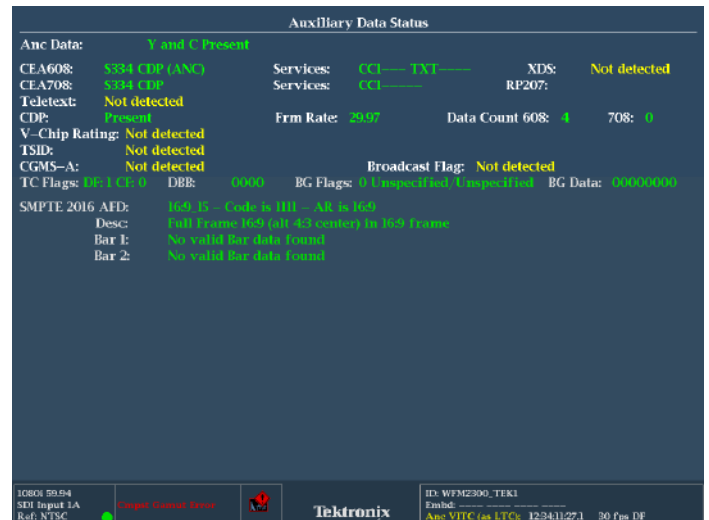 Auxiliary Data Status
Anc Data: Y and C Present
CEA608: S334 CDP (ANC) Services: CC1--- TXT---- XDS: Not detected
CEA708: S334 CDP Services: CC1----- RP207:
Teletext: Not detected
CDP: Present Frm Rate: 29.97 Data Count 608: 4 708: 0
V-Chip Rating: Not detected
TSID: Not detected
CGMS-A: Not detected Broadcast Flag: Not detected
TC Flags: DF: 1 CF: 0 DBB: 0000 BG Flags: 0 Unspecified/Unspecified BG Data: 00000000
SMPTE 2016 AFD: 16:9_15 - Code is 1111 - AR is 16:9
Desc: Full Frame 16:9 (alt 4:3 center) in 16:9 frame
Bar 1: No valid Bar data found
Bar 2: No valid Bar data found
1080i 59.94
SDI Input 1A
Ref: NTSC
Error
Tektronix
ID: WFM2300_TEK1
Embd: ---- ---- ---- ----
Anc VITC (as LTC): 12:34:11:27.1 30 fps DF